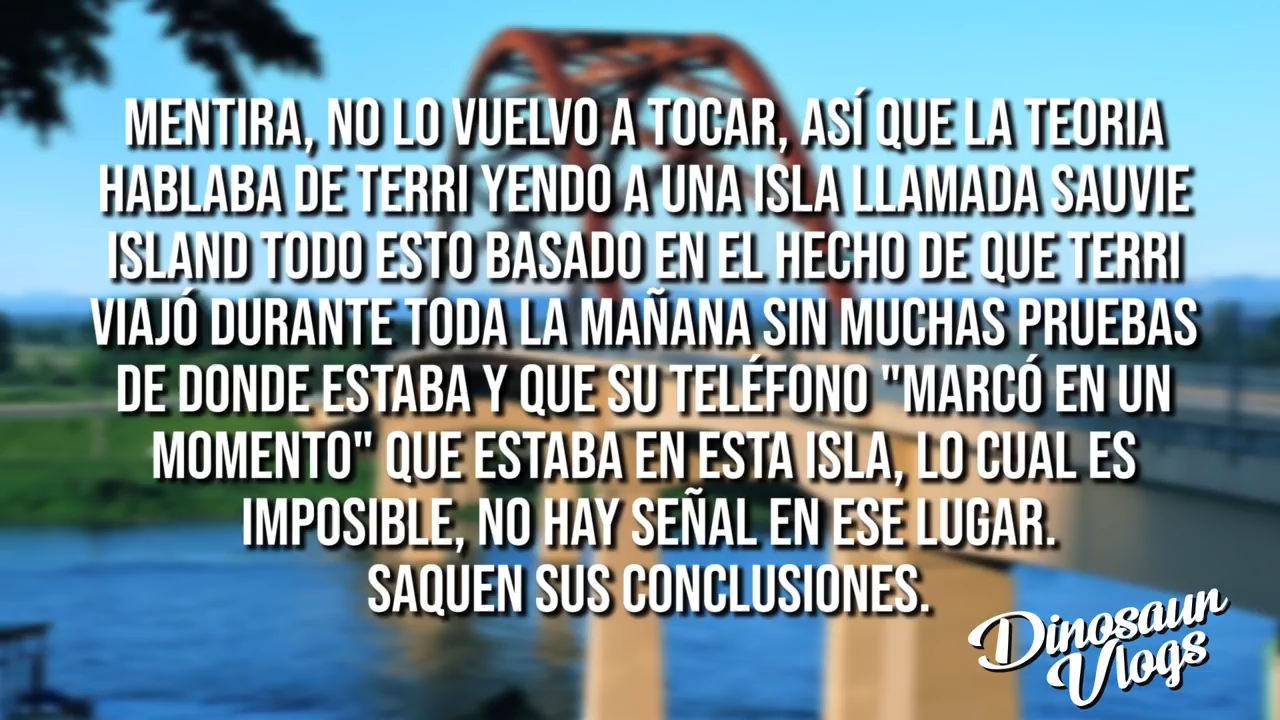 MENTIRA, NO LO VUELVO A TOCAR, ASÍ QUE LA TEORIA
HABLABA DE TERRI YENDO A UNA ISLA LLAMADA SAUVIE
ISLAND TODO ESTO BASADO EN EL HECHO DE QUE TERRI
VIAJÓ DURANTE TODA LA MAÑANA SIN MUCHAS PRUEBAS
DE DONDE ESTABA Y QUE SU TELÉFONO "MARCÓ EN UN
MOMENTO" QUE ESTABA EN ESTA ISLA, LO CUAL ES
IMPOSIBLE, NO HAY SEÑAL EN ESE LUGAR.
SAQUEN SUS CONCLUSIONES.
Dinosaun
Vlogs